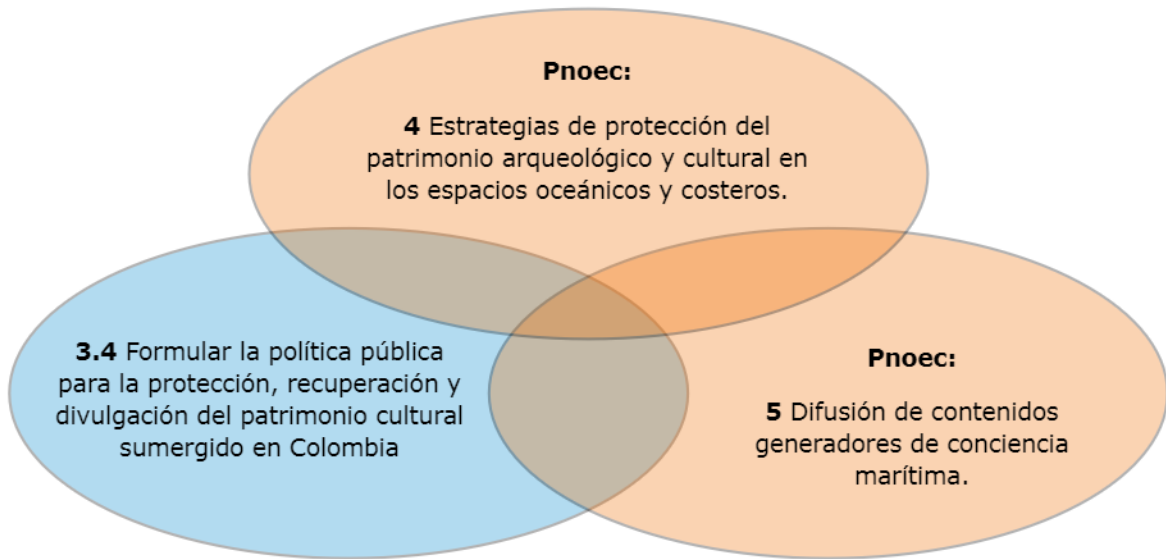 Pnoec:
4 Estrategias de protección del
patrimonio arqueológico y cultural en
los espacios oceánicos y costeros.
3.4 Formular la política pública
para la protección, recuperación y
divulgación del patrimonio cultural
sumergido en Colombia
Pnoec:
5 Difusión de contenidos
generadores de conciencia
marítima.